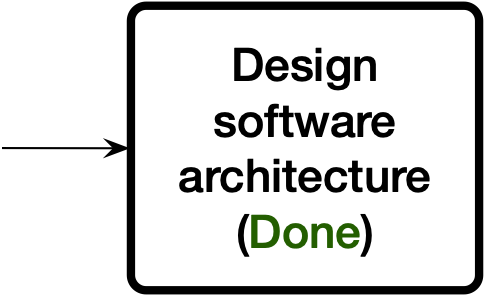 Design
software
architecture
(Done)